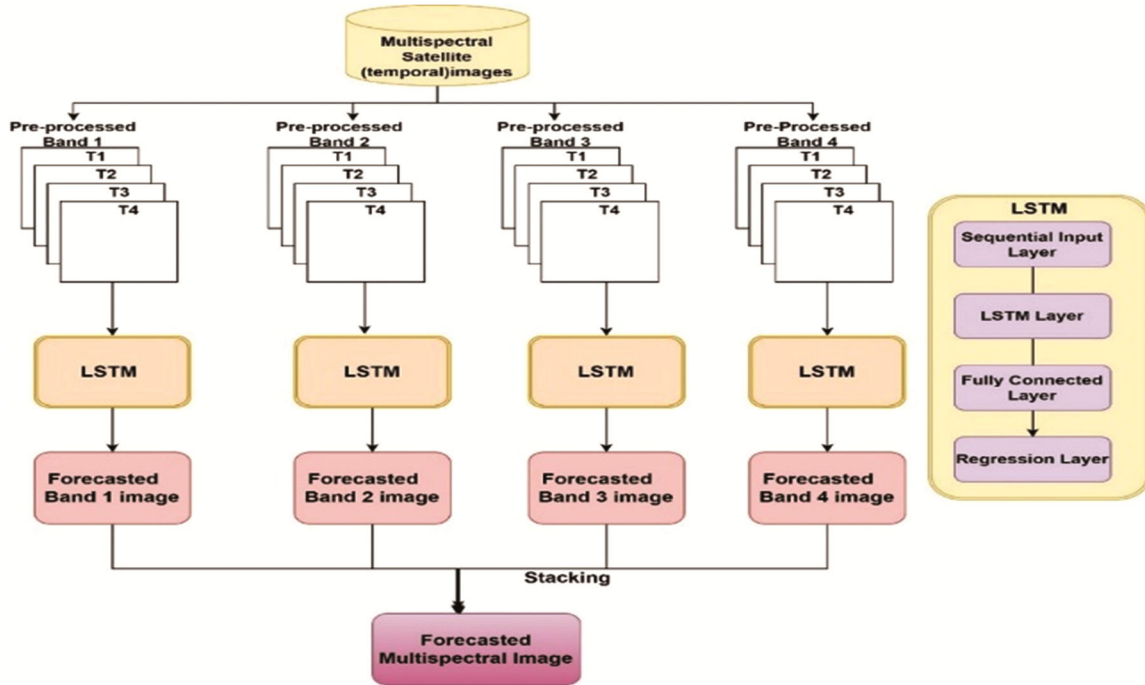 Multispectral
Satellite
(temporal)images
Pre-processed
Band 1
T1
T2
T3
T4
Pre-processed
Band 2
T1
T2
T3
T4
Pre-processed
Band 3
T1
T2
T3
T4
Pre-Processed
Band 4
T1
T2
T3
T4
LSTM
LSTM
LSTM
LSTM
Forecasted
Band 1 image
Forecasted
Band 2 image
Forecasted
Band 3 image
Forecasted
Band 4 image
Stacking
Forecasted
Multispectral Image
LSTM
Sequential Input
Layer
LSTM Layer
Fully Connected
Layer
Regression Layer